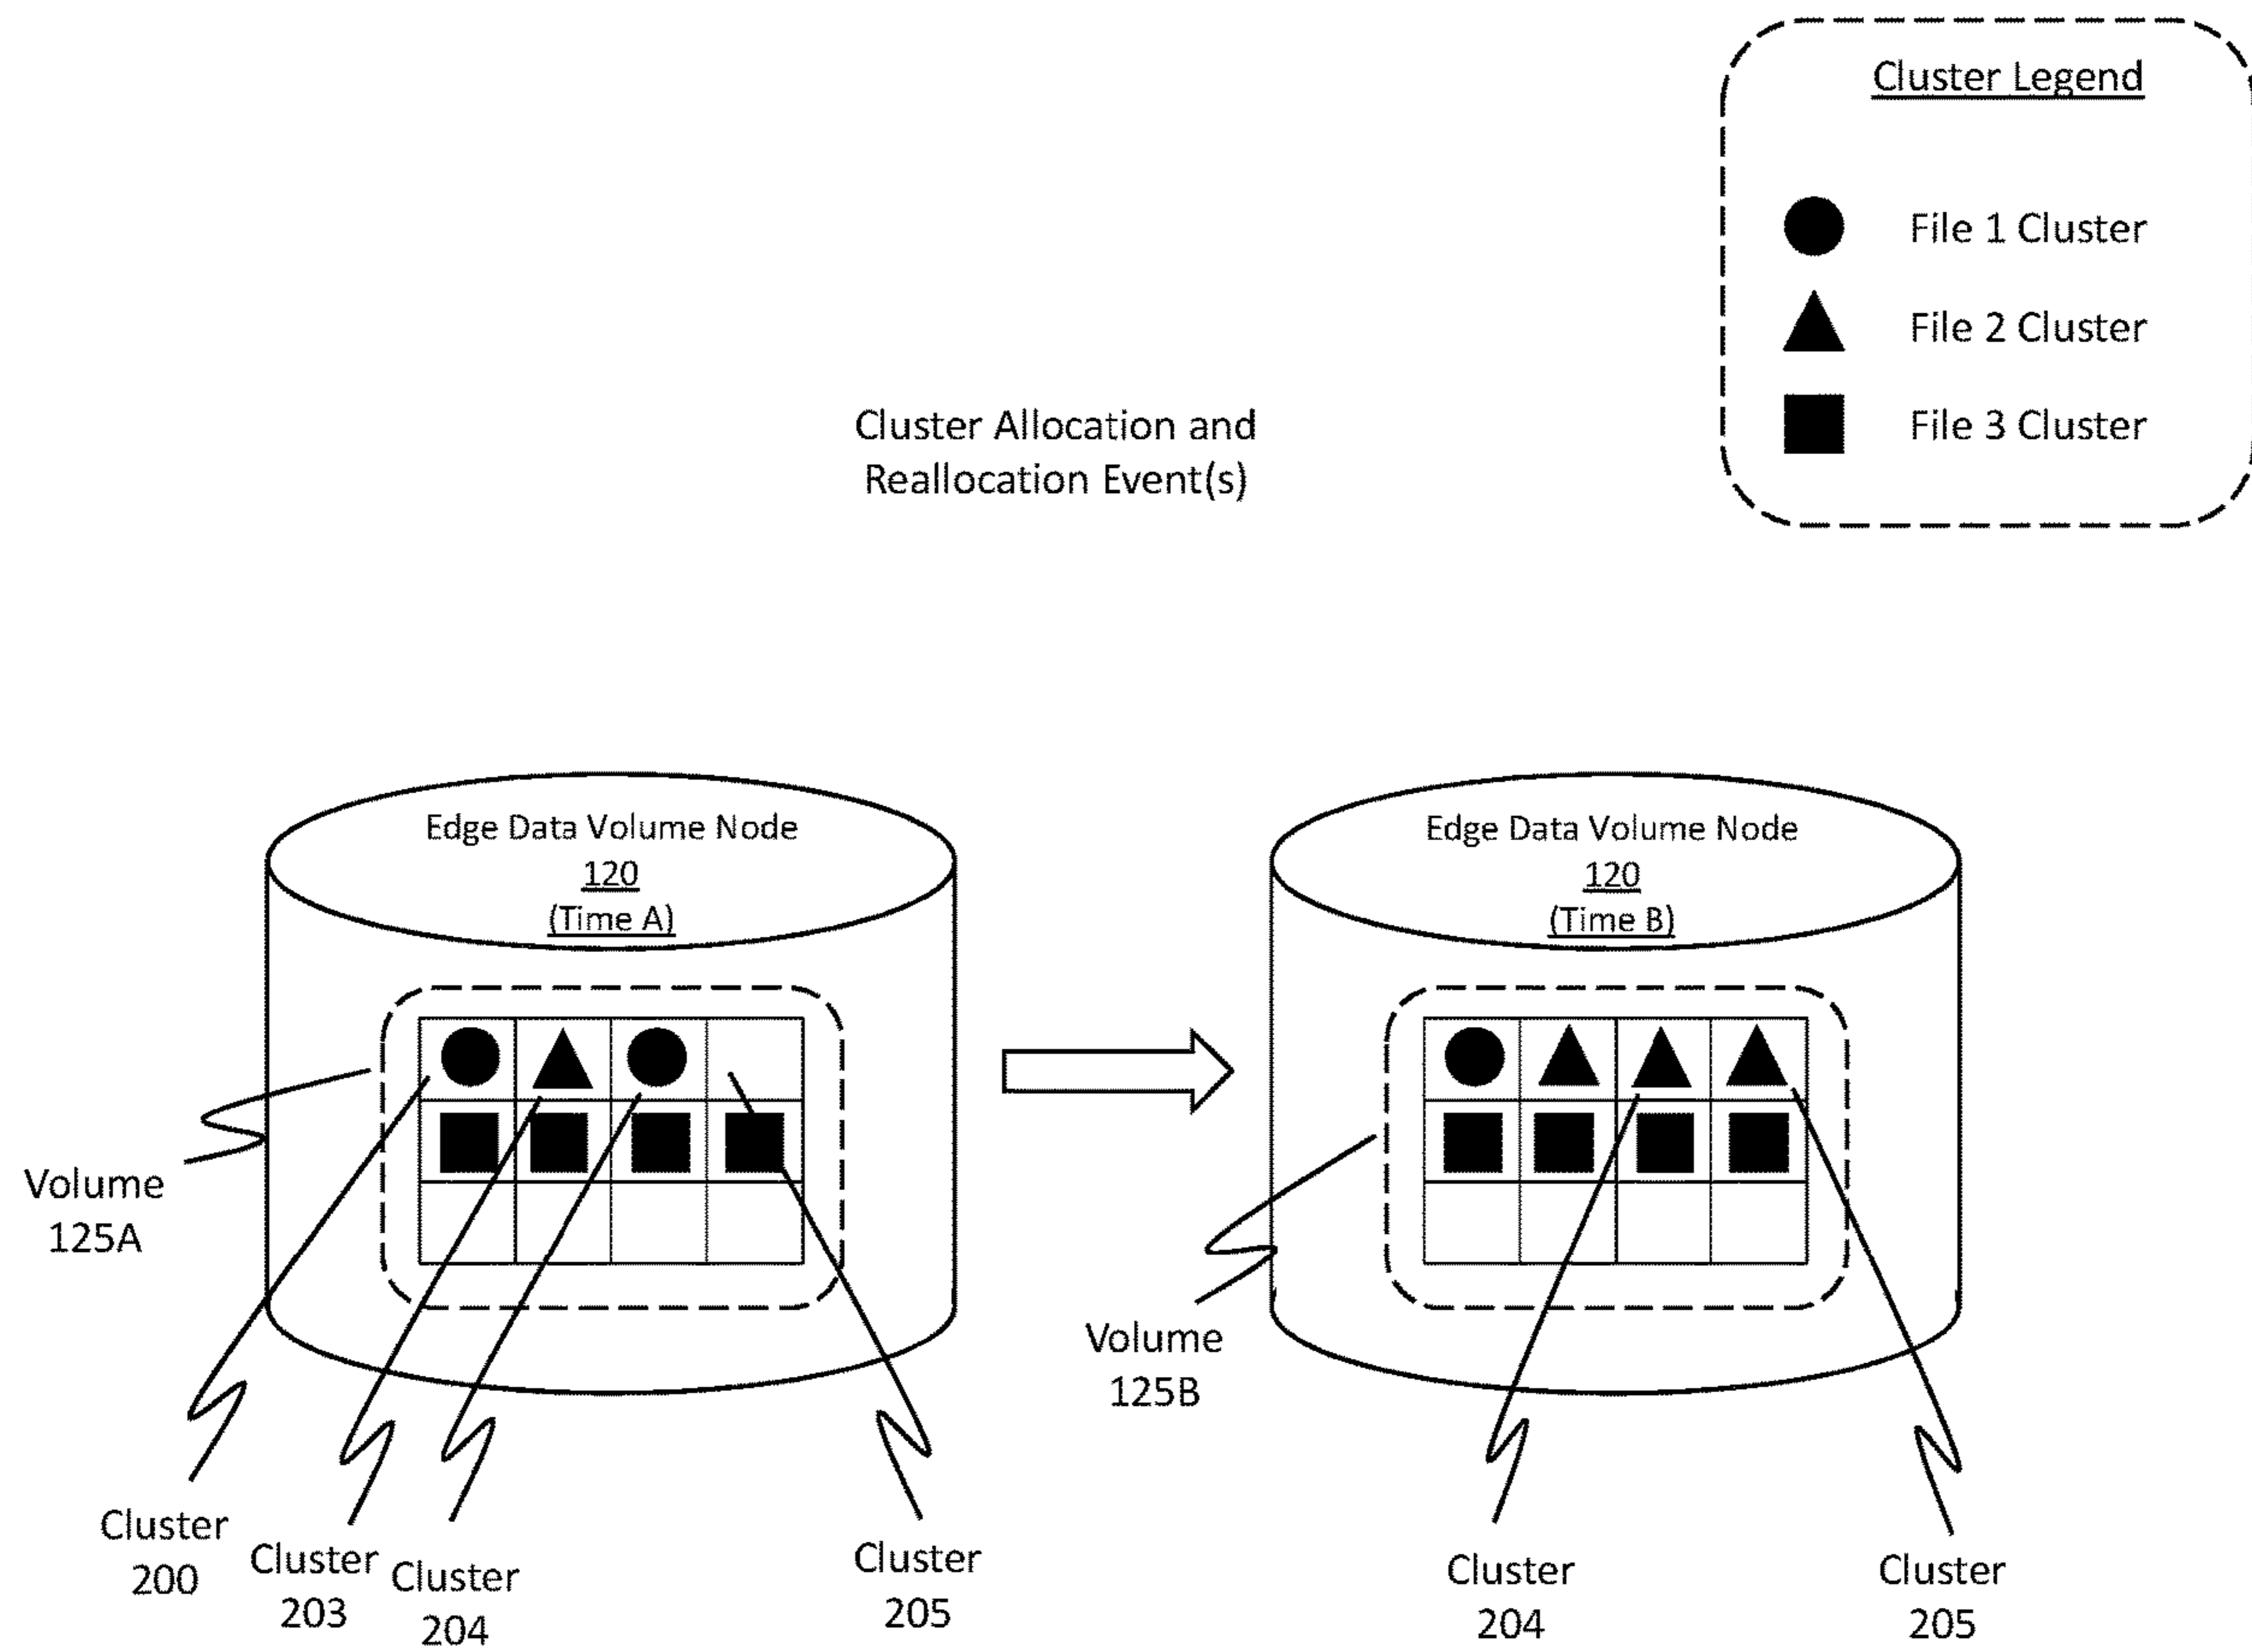 Cluster Legend
File 1 Cluster
File 2 Cluster
File 3 Cluster
Cluster Allocation and
Reallocation Event(s)
Edge Data Volume Node
120
(Time A)
Edge Data Volume Node
120
(Time B)
Volume
125A
Volume
125B
Cluster
200
Cluster
203
Cluster
204
Cluster
205
Cluster
204
Cluster
205